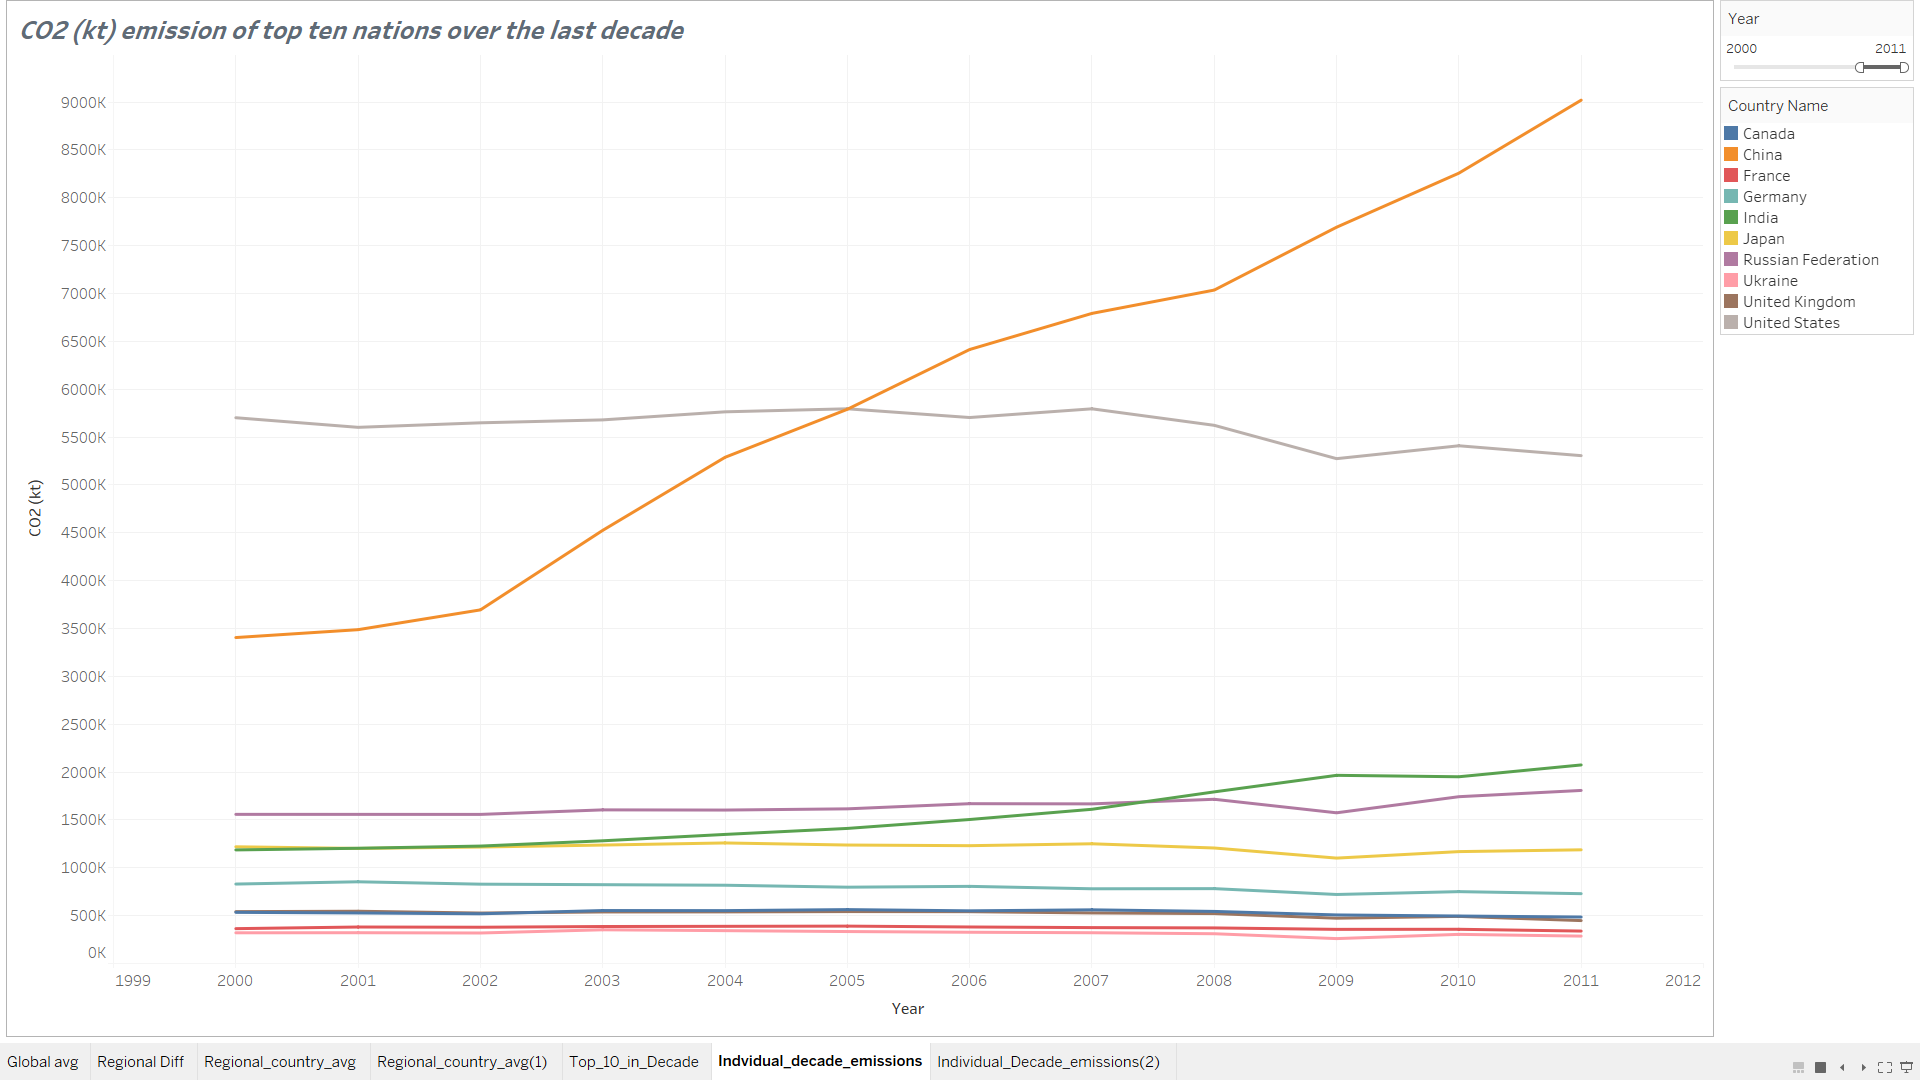 CO2 (kt) emission of top ten nations over the last decade
9000K
8500K
8000K
7500K
7000K
6500K
6000K
5500K
5000K
4500K
4000K
3500K
3000K
2500K
2000K
1500K
1000K
500K
0K
CO2 (kt)
1999 2000 2001 2002 2003 2004 2005 2006 2007 2008 2009 2010 2011 2012
Year
Year
2000 2011
Country Name
Canada
China
France
Germany
India
Japan
Russian Federation
Ukraine
United Kingdom
United States
Global avg Regional Diff Regional_country_avg Regional_country_avg(1) Top_10_in_Decade Indvidual_decade_emissions Individual_Decade_emissions(2)